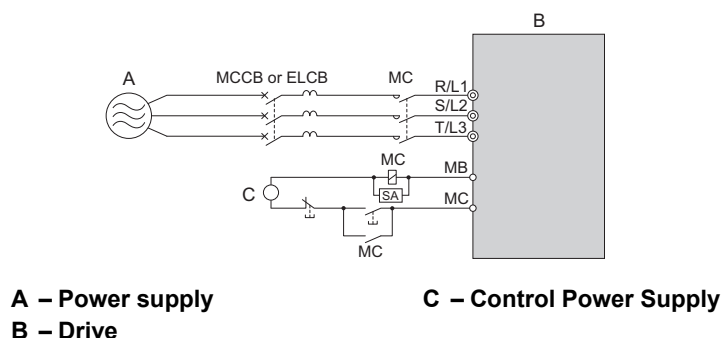 B
A
MCCB or ELCB
MC
R/L1
S/L2
T/L3
MC
MB
SA
C
MC
MC
A – Power supply
C – Control Power Supply
B – Drive